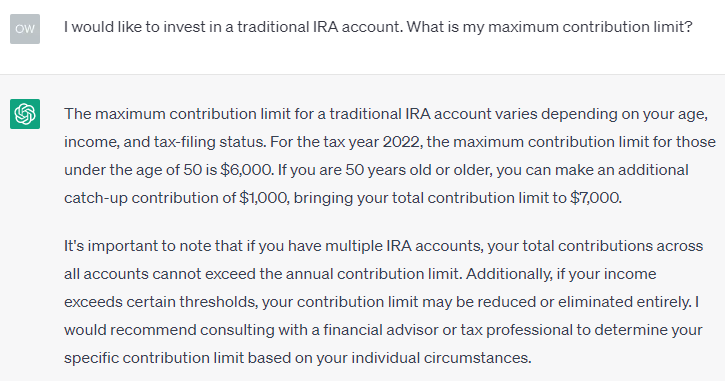 OW
I would like to invest in a traditional IRA account. What is my maximum contribution limit?
The maximum contribution limit for a traditional IRA account varies depending on your age,
income, and tax-filing status. For the tax year 2022, the maximum contribution limit for those
under the age of 50 is $6,000. If you are 50 years old or older, you can make an additional
catch-up contribution of $1,000, bringing your total contribution limit to $7,000.
It's important to note that if you have multiple IRA accounts, your total contributions across
all accounts cannot exceed the annual contribution limit. Additionally, if your income
exceeds certain thresholds, your contribution limit may be reduced or eliminated entirely. I
would recommend consulting with a financial advisor or tax professional to determine your
specific contribution limit based on your individual circumstances.